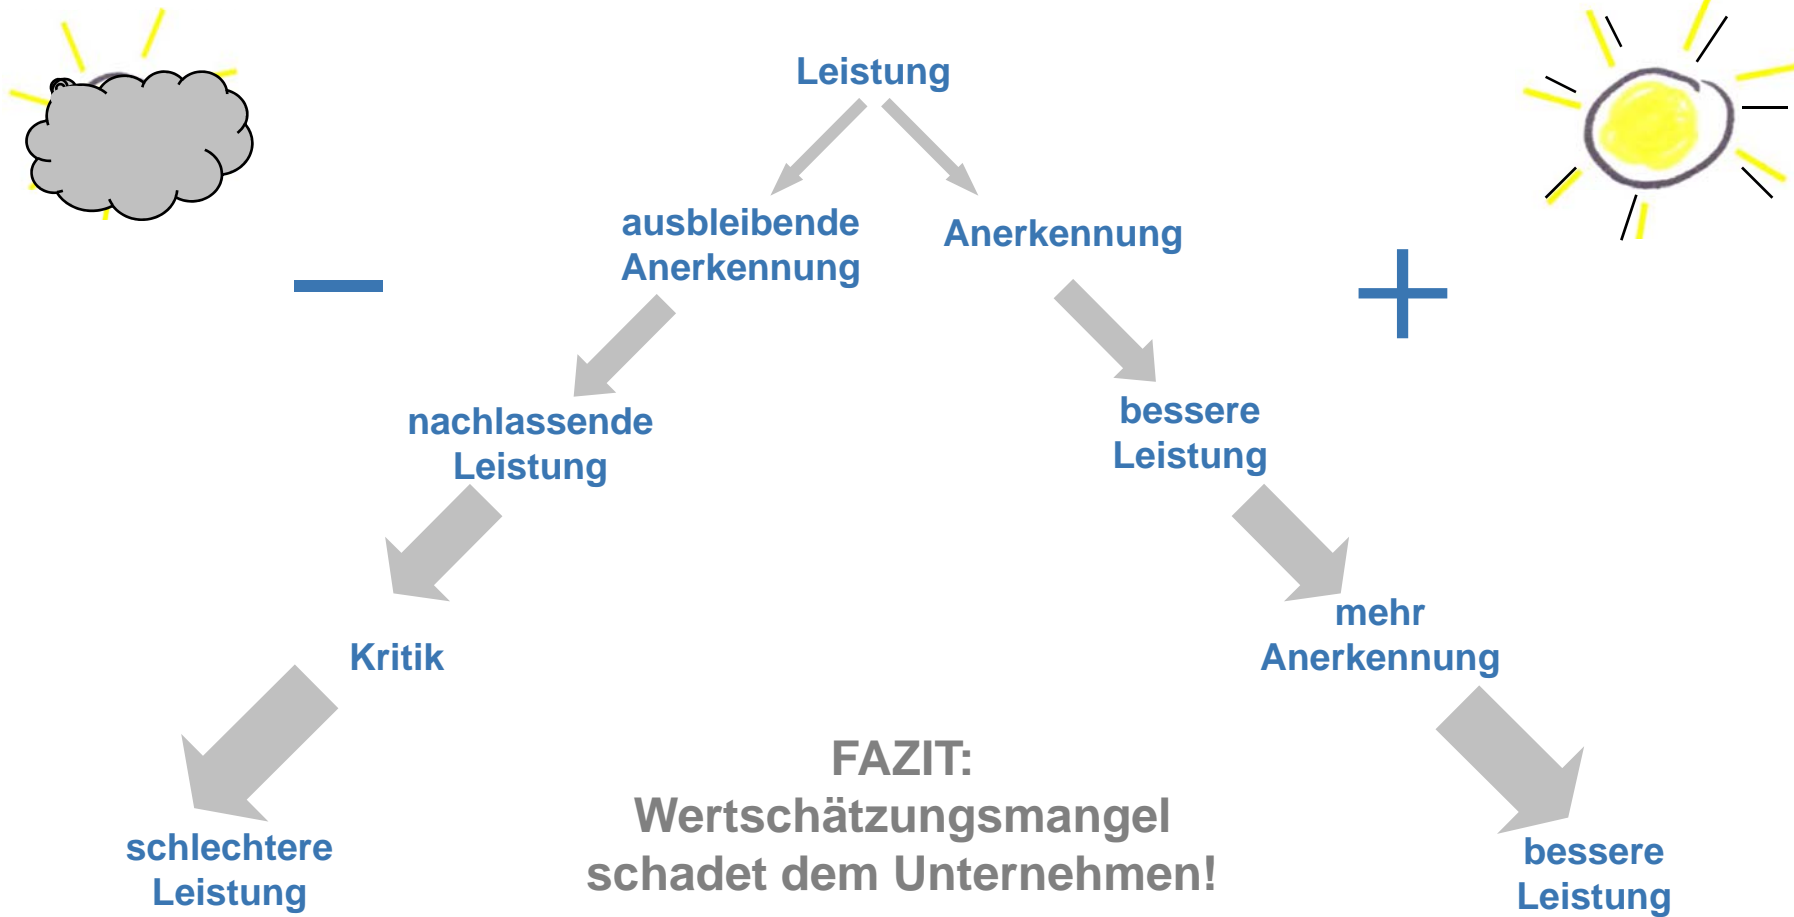 Leistung
ausbleibende
Anerkennung
Anerkennung
nachlassende
Leistung
bessere
Leistung
Kritik
mehr
Anerkennung
FAZIT:
Wertschätzungsmangel
schadet dem Unternehmen!
schlechtere
Leistung
bessere
Leistung